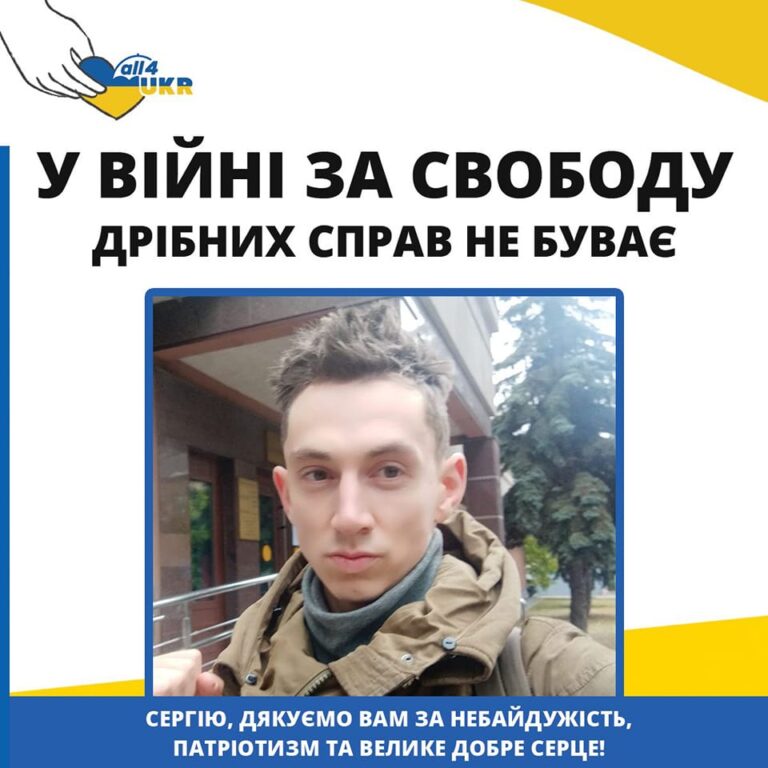 all4
UKR
У ВІЙНІ ЗА СВОБОДУ
ДРІБНИХ СПРАВ НЕ БУВАЄ
СЕРГІЮ, ДЯКУЄМО ВАМ ЗА НЕБАЙДУЖІСТЬ,
ПАТРІОТИЗМ ТА ВЕЛИКЕ ДОБРЕ СЕРЦЕ!